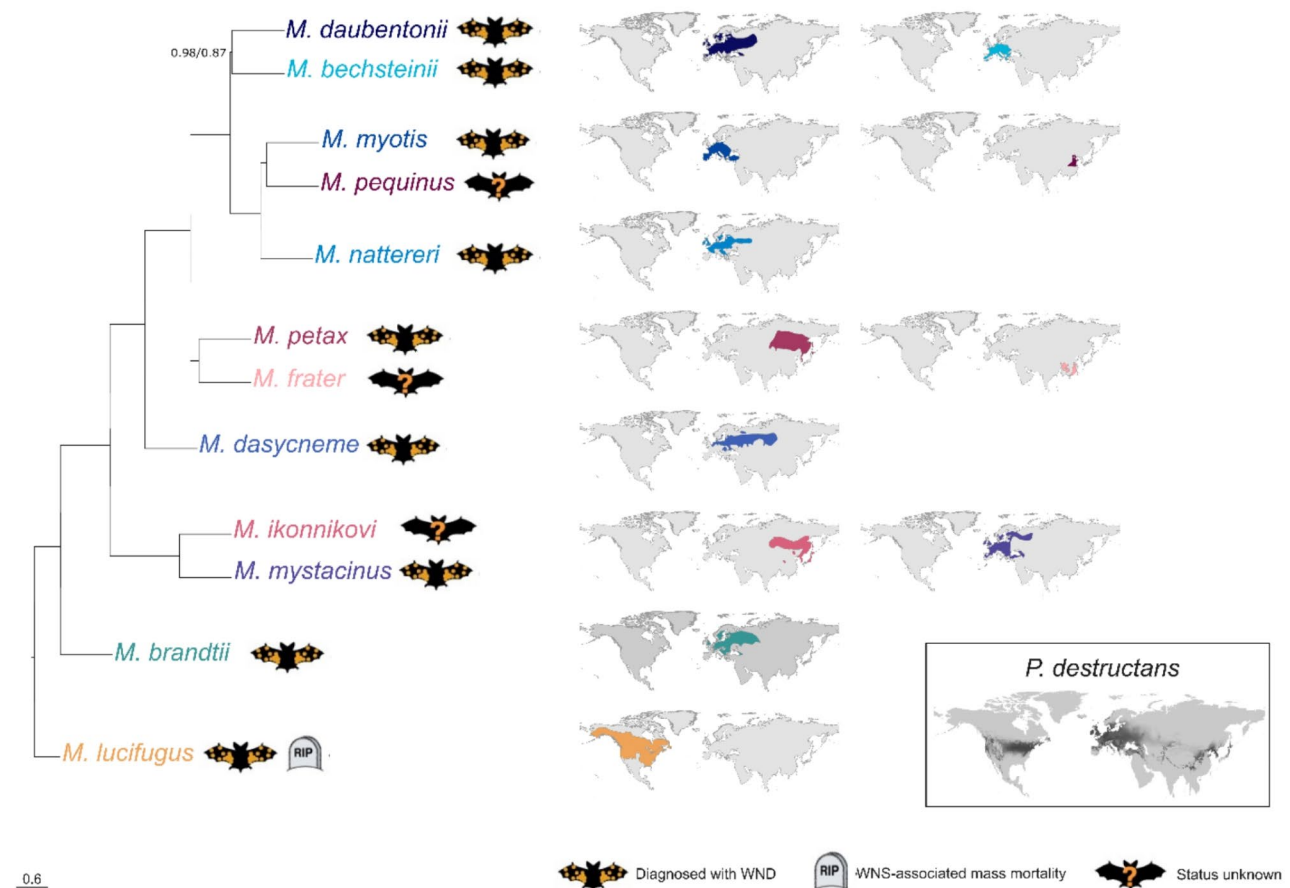 M. daubentonii
0.98/0.87
M. bechsteinii
M. myotis
?
M. pequinus
M. nattereri
M. petax
M. frater
?
M. dasycneme
M. ikonnikovi
?
M. mystacinus
M. brandtii
P. destructans
M. lucifugus
RIP
0.6
Diagnosed with WND
RIP
WNS-associated mass mortality
?
Status unknown